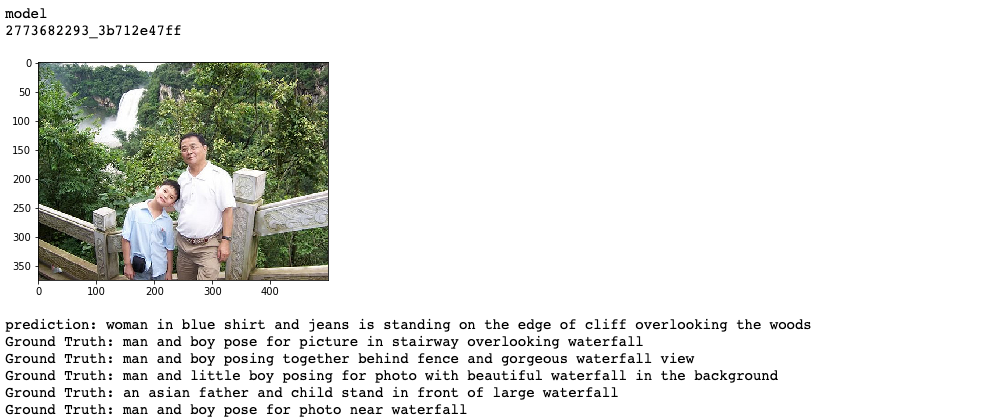 model
2773682293_3b712e47ff
0
50
100
150
200
250
300
350
0 100 200 300 400
prediction: woman in blue shirt and jeans is standing on the edge of cliff overlooking the woods
Ground Truth: man and boy pose for picture in stairway overlooking waterfall
Ground Truth: man and boy posing together behind fence and gorgeous waterfall view
Ground Truth: man and little boy posing for photo with beautiful waterfall in the background
Ground Truth: an asian father and child stand in front of large waterfall
Ground Truth: man and boy pose for photo near waterfall